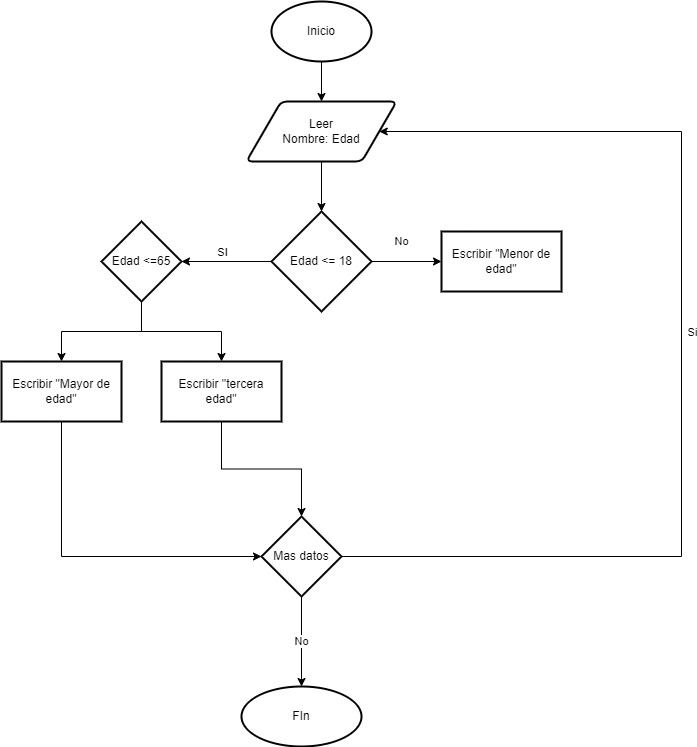 Inicio
Leer
Nombre: Edad
Edad <=65
SI
Edad <= 18
No
Escribir "Menor de
edad"
Si
Escribir "Mayor de
edad"
Escribir "tercera
edad"
Mas datos
No
FIn